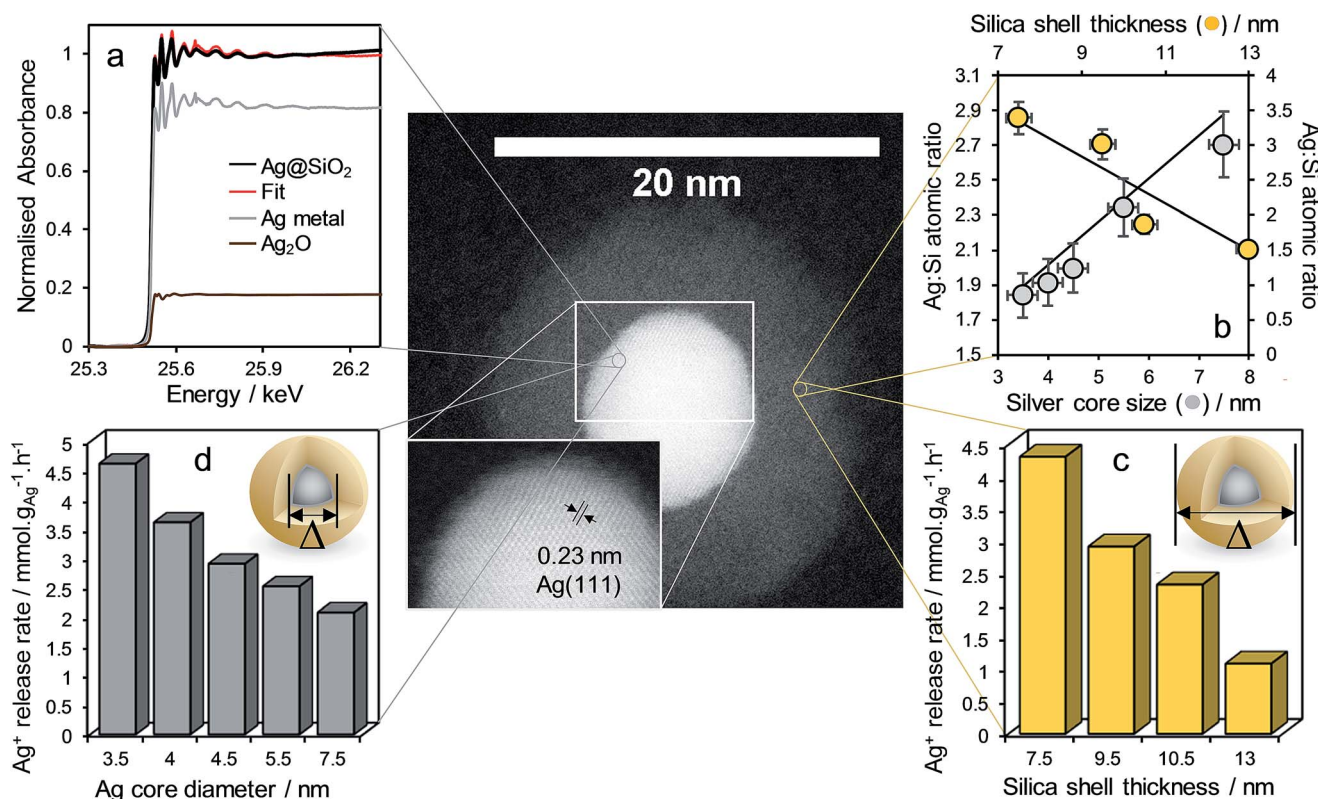 a
Normalised Absorbance
1
0.8
0.6
0.4
0.2
0
Ag@SiO₂
Fit
Ag metal
Ag₂O
25.3 25.6 25.9 26.2
Energy / keV
20 nm
0.23 nm
Ag(111)
Silica shell thickness ( ) / nm
7 9 11 13
Ag:Si atomic ratio
3.1
2.9
2.7
2.5
2.3
2.1
1.9
1.7
1.5
4
3.5
3
2.5
2
1.5
1
0.5
0
Ag:Si atomic ratio
b
3 4 5 6 7 8
Silver core size ( ) / nm
d
Ag⁺ release rate / mmol.g_Ag⁻¹.h⁻¹
5
4.5
4
3.5
3
2.5
2
1.5
1
0.5
0
Δ
3.5 4 4.5 5.5 7.5
Ag core diameter / nm
c
Ag⁺ release rate / mmol.g_Ag⁻¹.h⁻¹
4.5
4
3.5
3
2.5
4
1.5
1
0.5
0
Δ
7.5 9.5 10.5 13
Silica shell thickness / nm